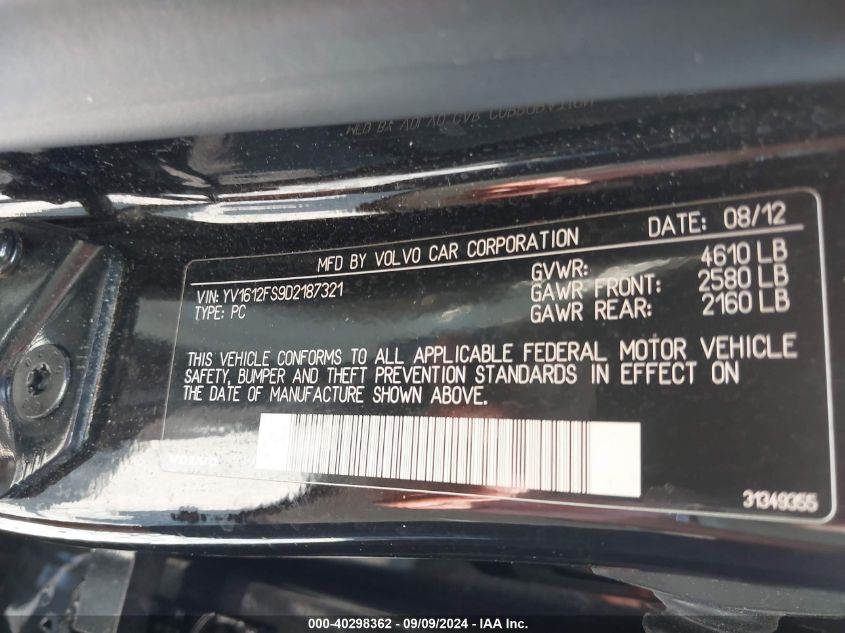 MFD BY VOLVO CAR CORPORATION DATE: 08/12
VIN: YV1612FS9D2187321 GVWR: 4610 LB
TYPE: PC GAWR FRONT: 2580 LB
GAWR REAR: 2160 LB
THIS VEHICLE CONFORMS TO ALL APPLICABLE FEDERAL MOTOR VEHICLE
SAFETY, BUMPER AND THEFT PREVENTION STANDARDS IN EFFECT ON
THE DATE OF MANUFACTURE SHOWN ABOVE.
VOLVO
31349355
000-40298362 - 09/09/2024 - IAA Inc.